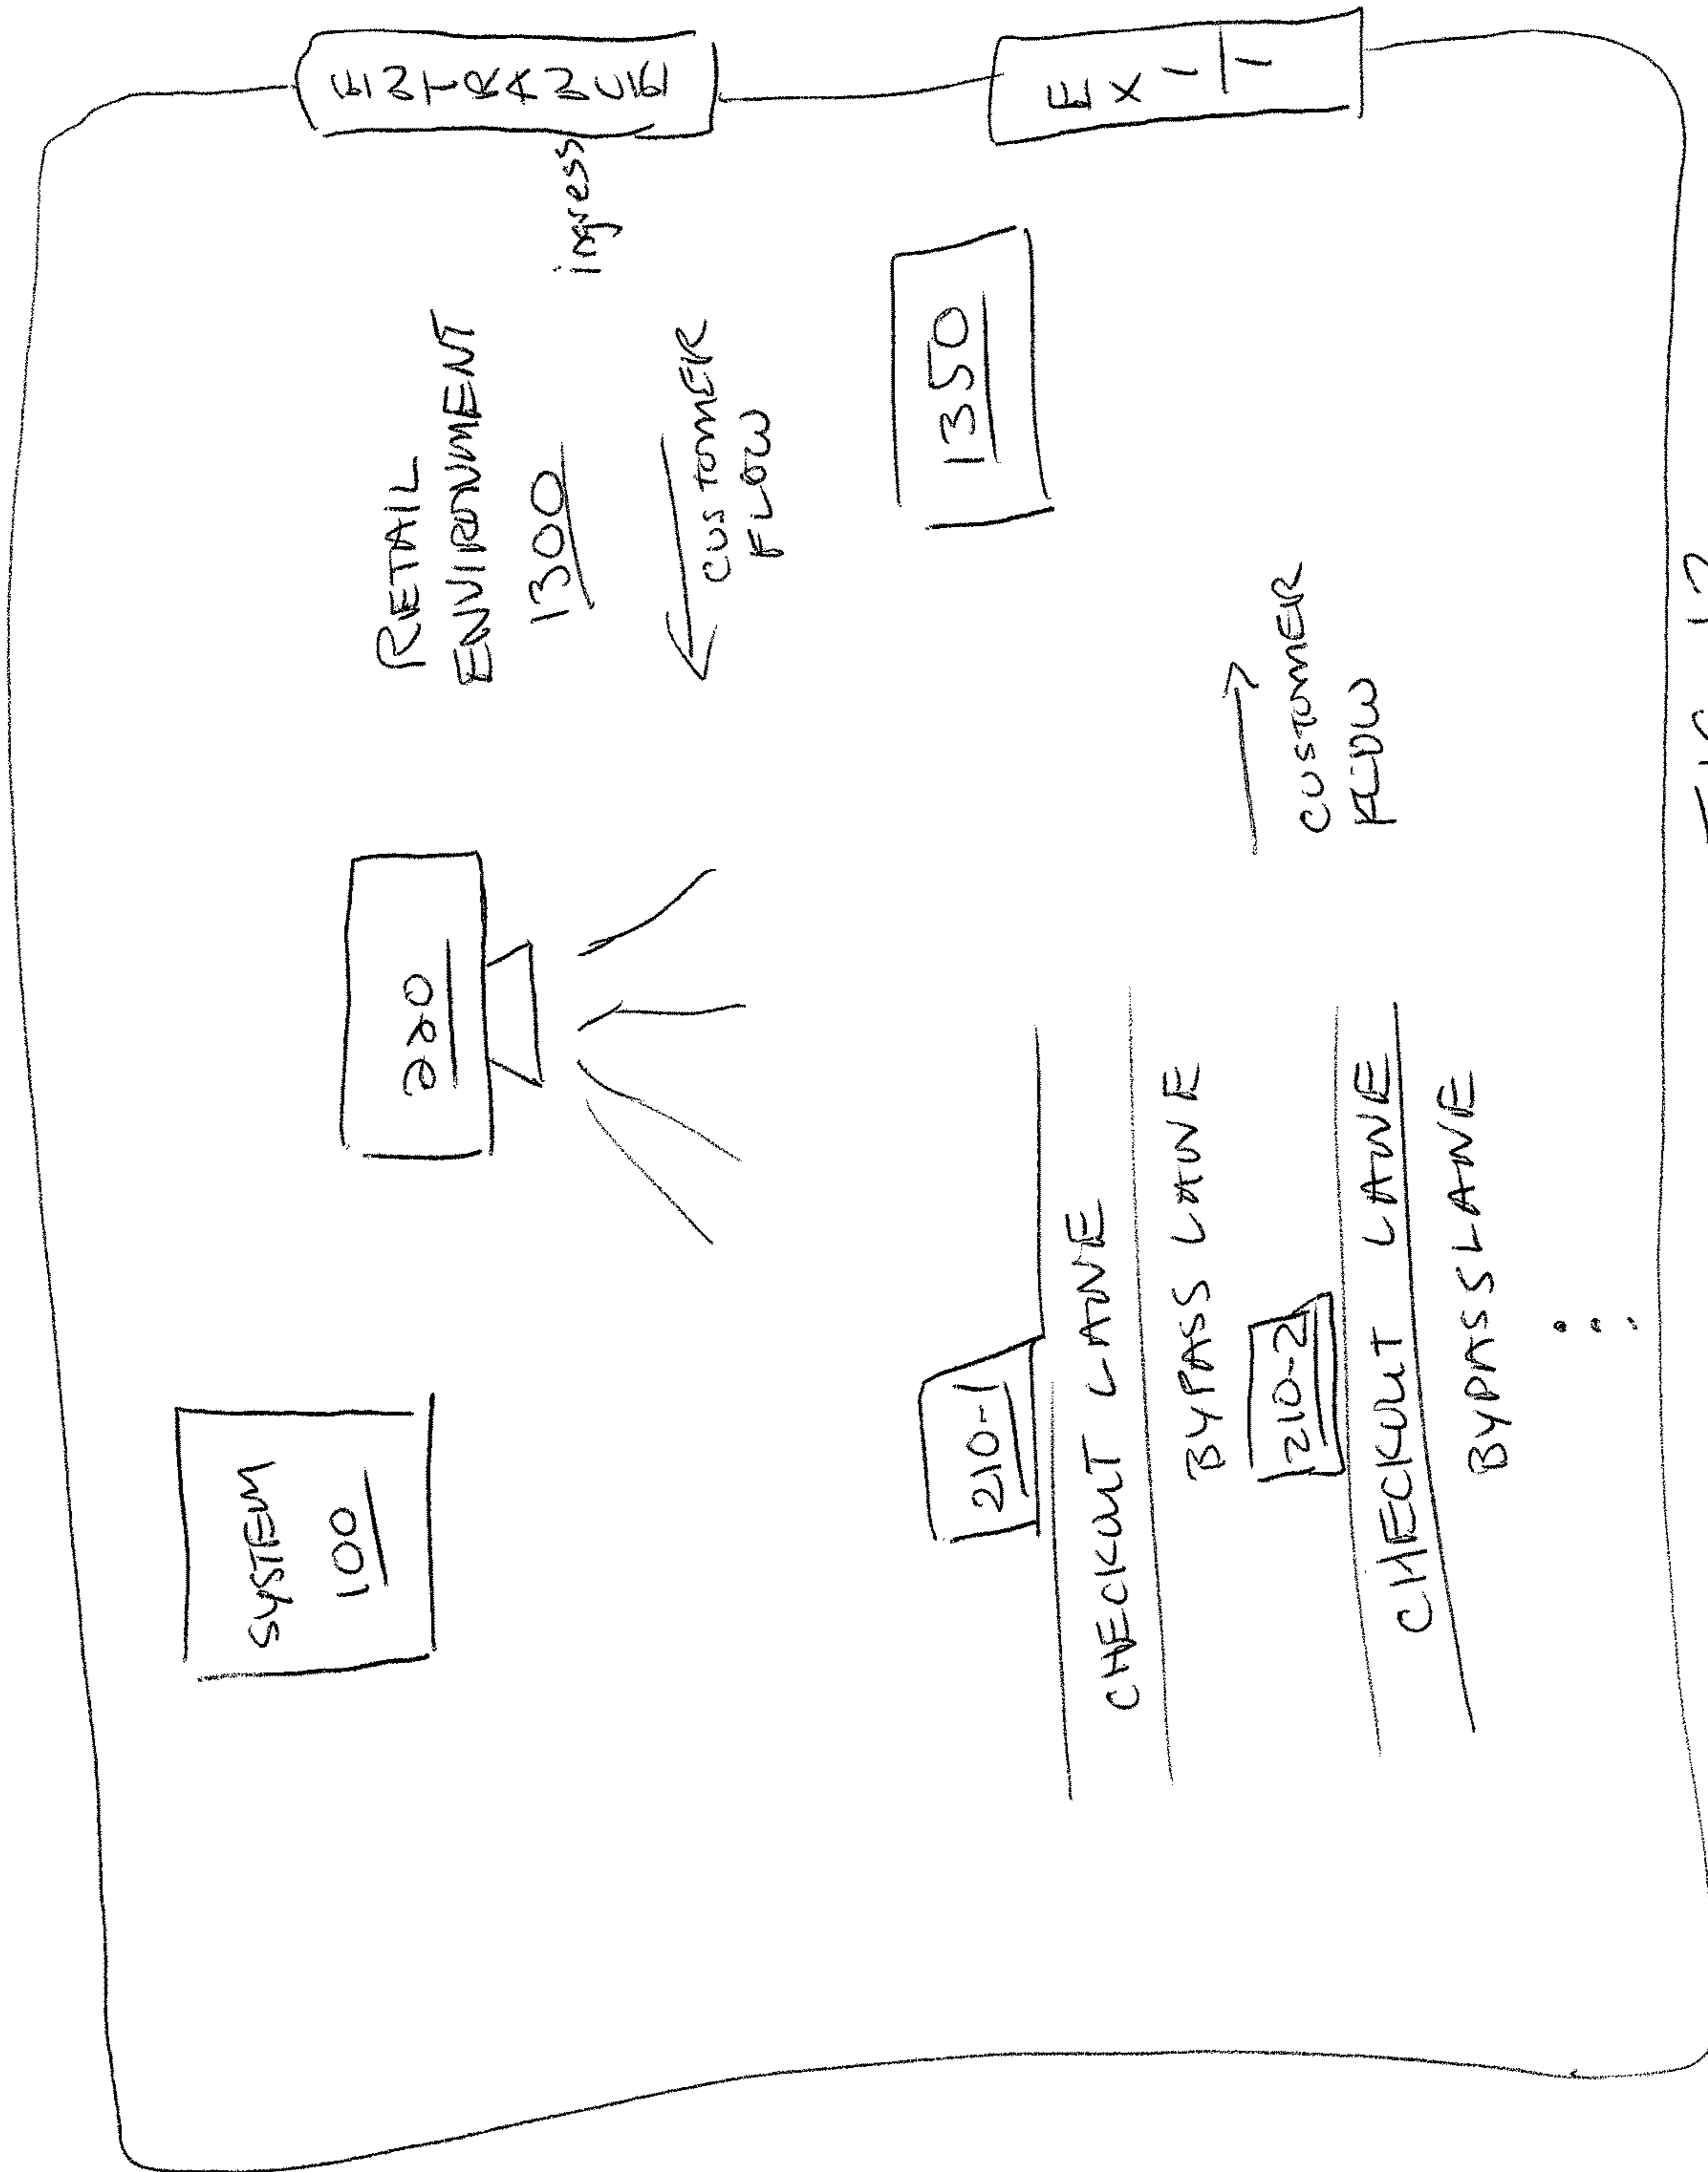 SYSTEM
100
220
RETAIL
ENVIRONMENT
1300
ENTRANCE
ingress
CUSTOMER
FLOW
1350
EXIT
210-1
CHECKOUT LANE
BYPASS LANE
210-2
CHECKOUT LANE
BYPASS LANE
CUSTOMER
FLOW